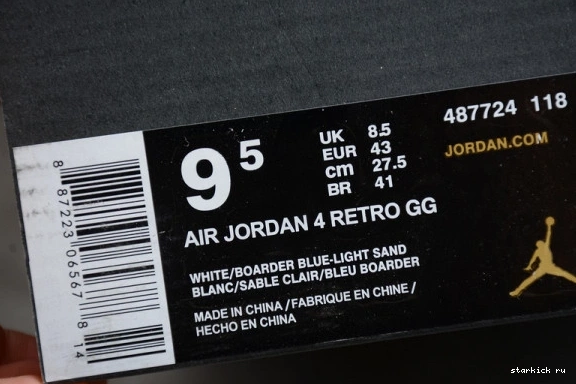 487724 118
JORDAN.COM
9 5
UK 8.5
EUR 43
cm 27.5
BR 41
AIR JORDAN 4 RETRO GG
WHITE/BOARDER BLUE-LIGHT SAND
BLANC/SABLE CLAIR/BLEU BOARDER
MADE IN CHINA / FABRIQUE EN CHINE /
HECHO EN CHINA
8 87223 06567 8 14
starkick ru